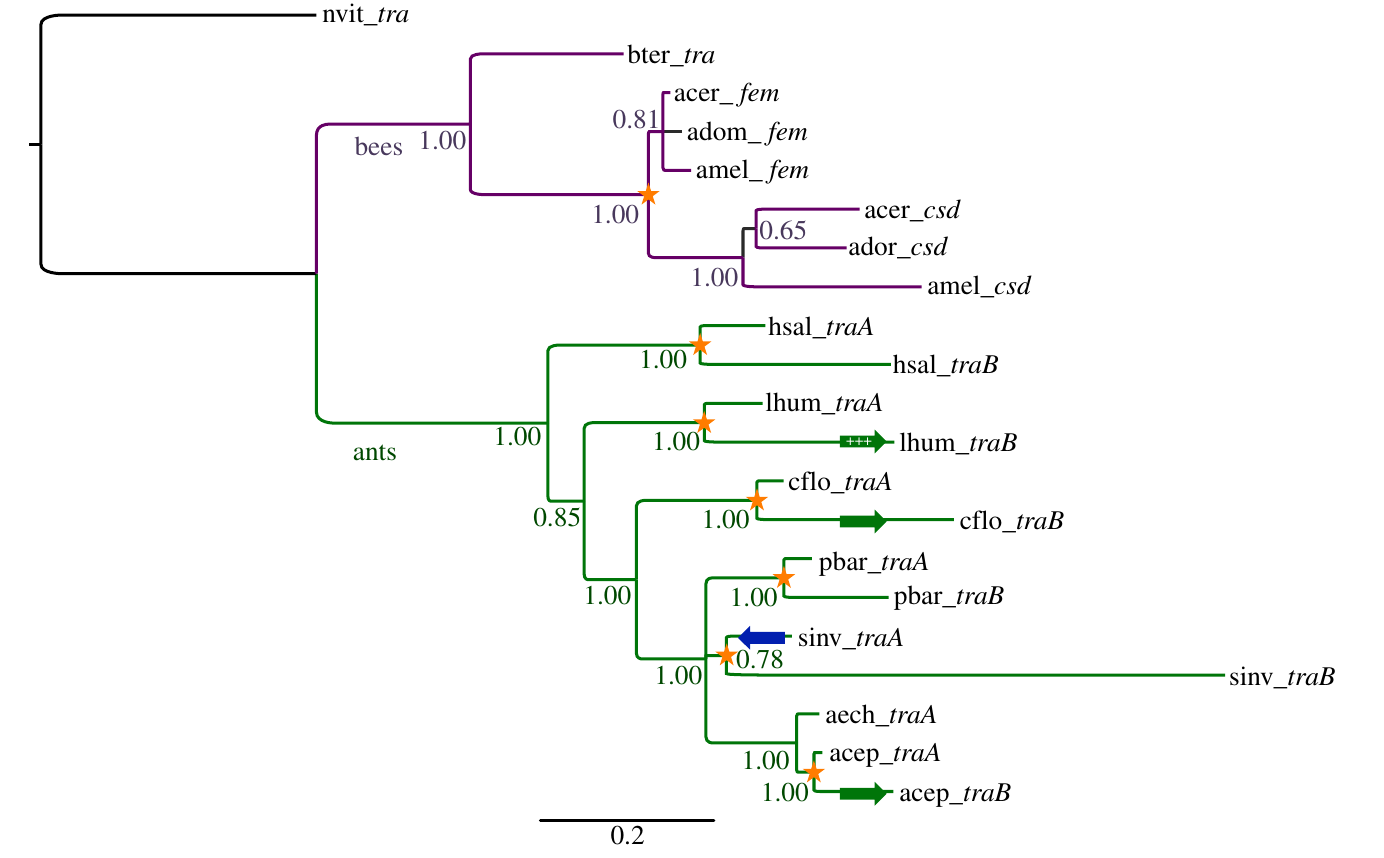 nvit_tra
bter_tra
acer_fem
0.81
adom_fem
bees 1.00
amel_fem
1.00
acer_csd
0.65
ador_csd
1.00
amel_csd
hsal_traA
1.00
hsal_traB
lhum_traA
1.00
+++
lhum_traB
ants
1.00
cflo_traA
0.85
1.00
cflo_traB
pbar_traA
1.00
1.00
pbar_traB
sinv_traA
0.78
1.00
sinv_traB
aech_traA
acep_traA
1.00
1.00
acep_traB
0.2